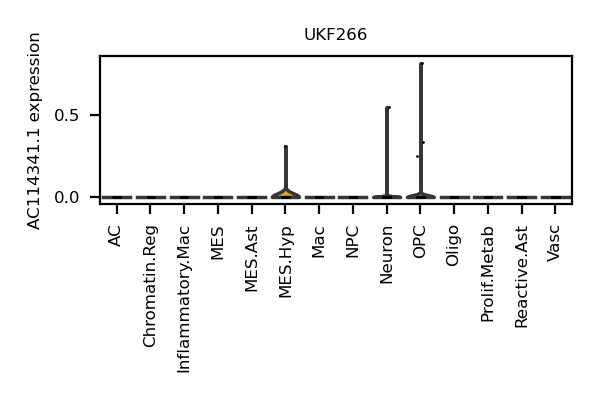 UKF266
AC114341.1 expression
0.5
0.0
AC
Chromatin.Reg
Inflammatory.Mac
MES
MES.Ast
MES.Hyp
Mac
NPC
Neuron
OPC
Oligo
Prolif.Metab
Reactive.Ast
Vasc